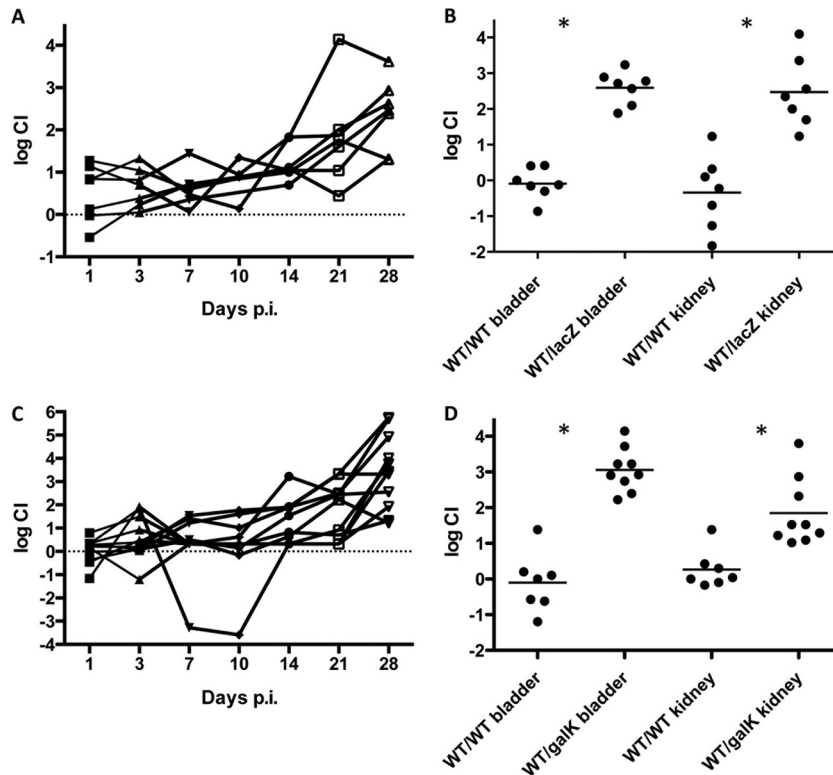 A
log CI
4
3
2
1
0
-1
1 3 7 10 14 21 28
Days p.i.
B
* *
log CI
4
3
2
1
0
-1
-2
WT/WT bladder
WT/lacZ bladder
WT/WT kidney
WT/lacZ kidney
C
log CI
6
5
4
3
2
1
0
-1
-2
-3
-4
1 3 7 10 14 21 28
Days p.i.
D
* *
log CI
4
3
2
1
0
-1
-2
WT/WT bladder
WT/galK bladder
WT/WT kidney
WT/galK kidney